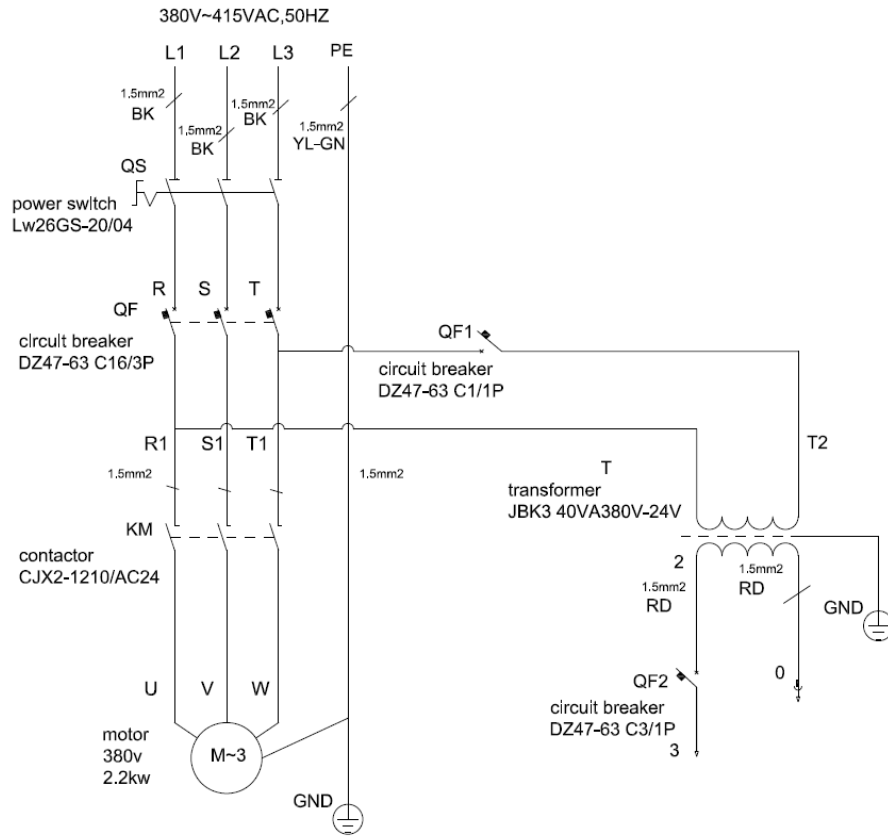 380V~415VAC,50HZ
L1 L2 L3 PE
1.5mm2
BK
1.5mm2
BK
1.5mm2
BK
1.5mm2
YL-GN
QS
power switch
Lw26GS-20/04
R S T
QF
circuit breaker
DZ47-63 C16/3P
QF1
circuit breaker
DZ47-63 C1/1P
R1 S1 T1
T2
1.5mm2
1.5mm2
T
transformer
JBK3 40VA380V-24V
KM
contactor
CJX2-1210/AC24
2
1.5mm2
RD
1.5mm2
RD
GND
U V W
QF2
0
circuit breaker
DZ47-63 C3/1P
3
motor
380v
2.2kw
M~3
GND